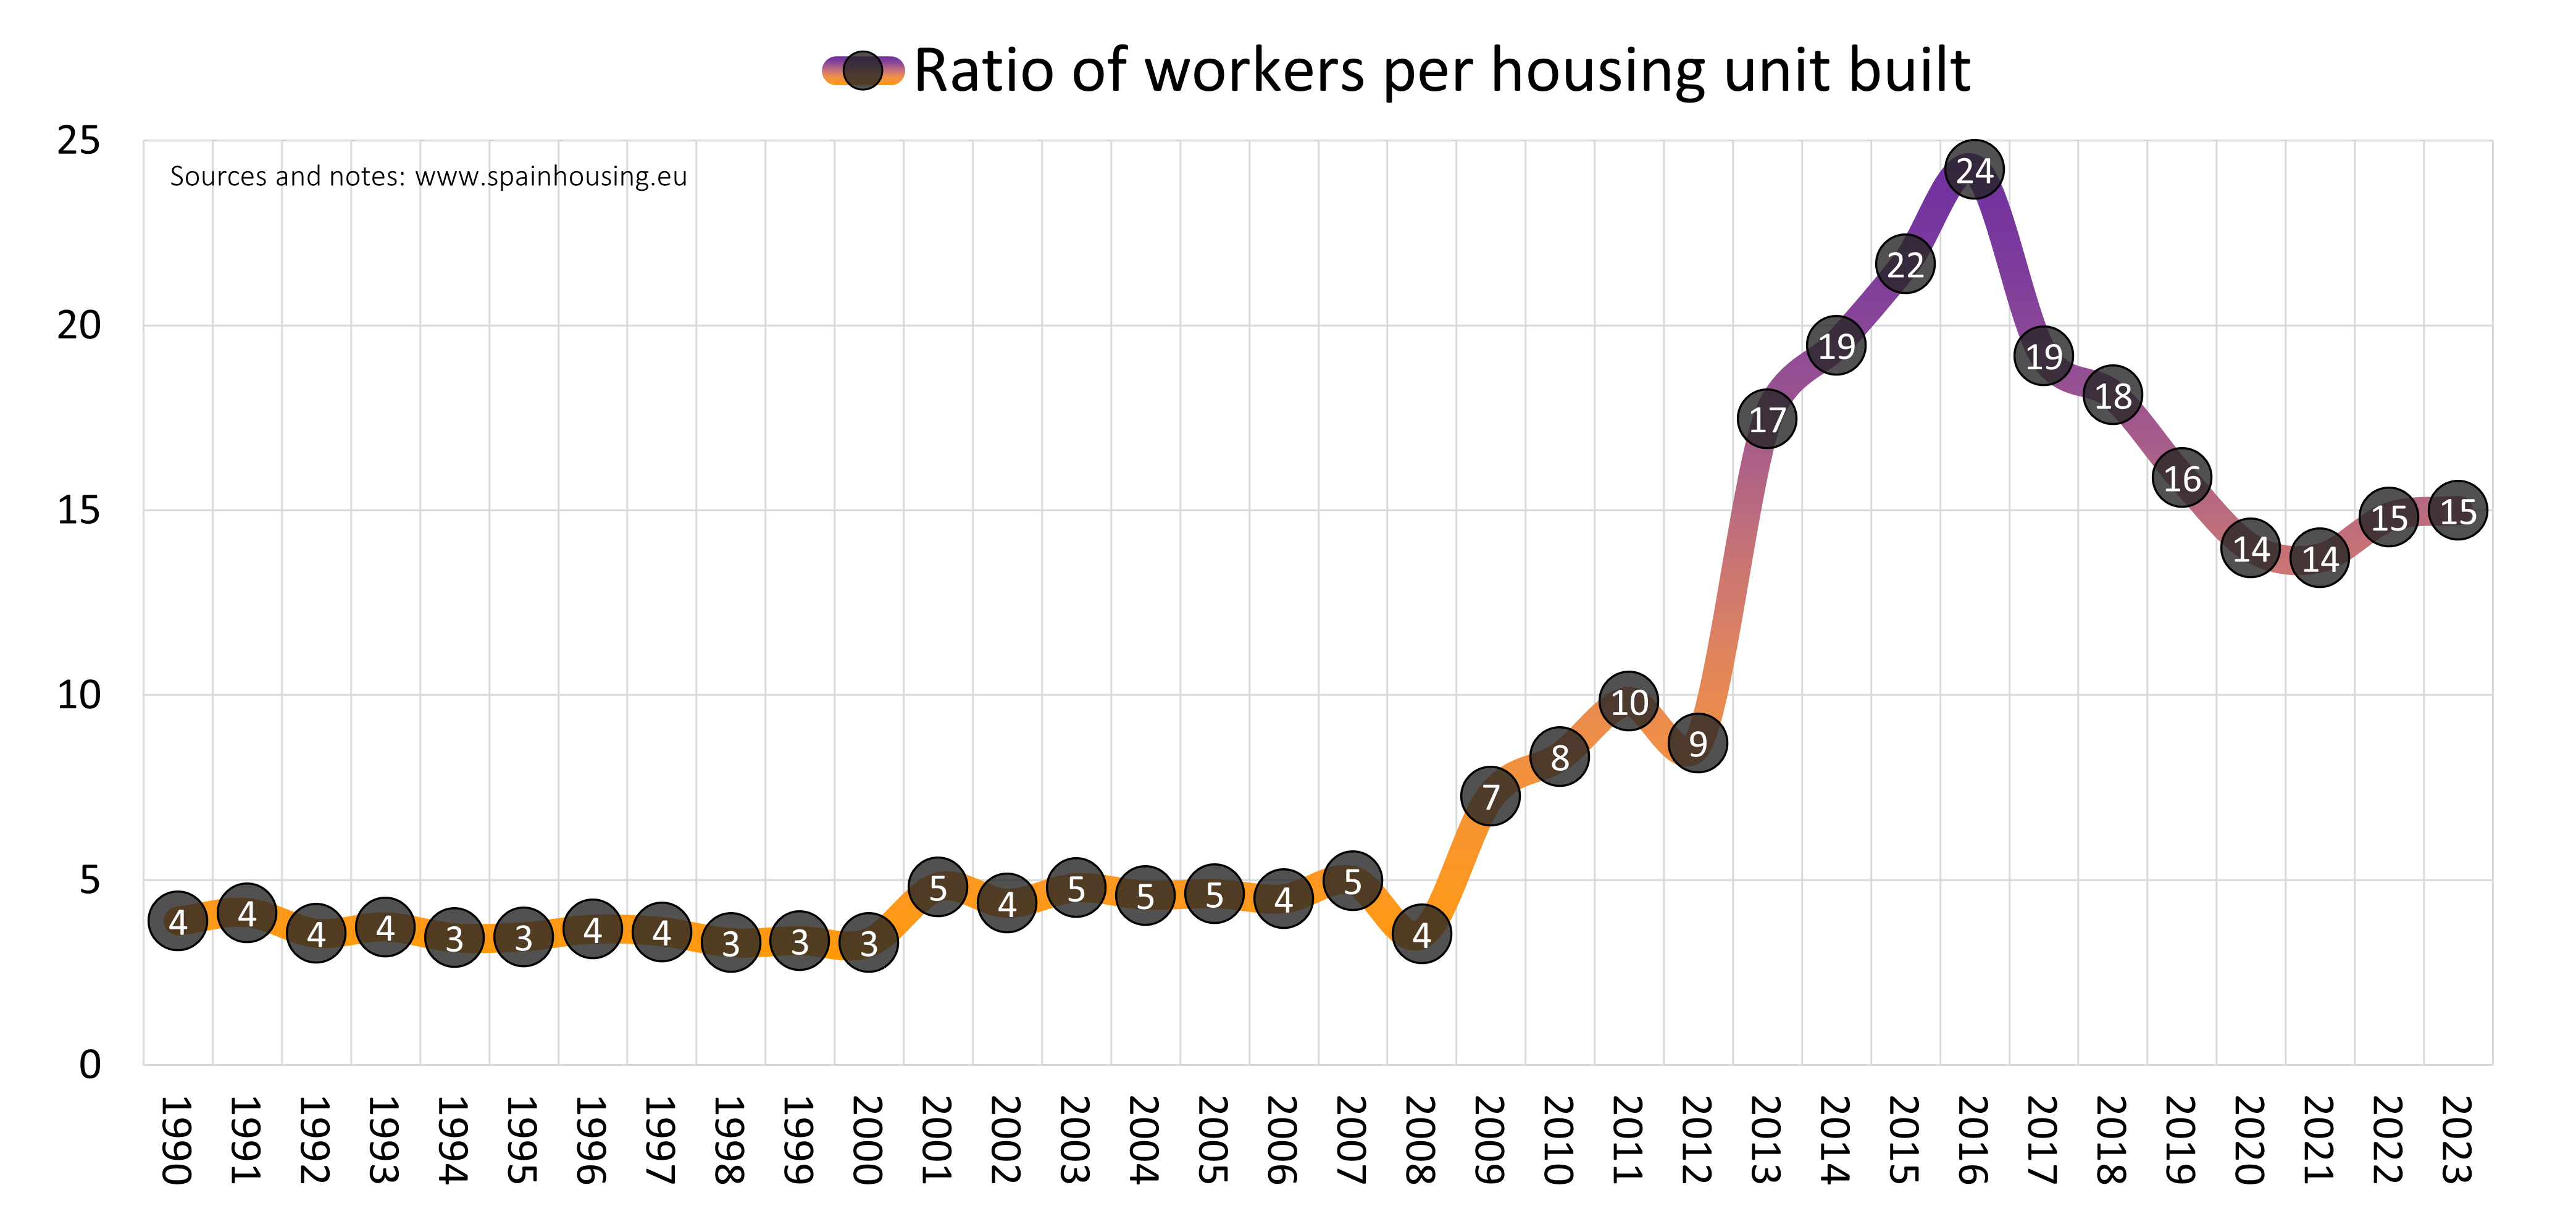 Ratio of workers per housing unit built
25
Sources and notes: www.spainhousing.eu
20
15
10
5
0
4 4 4 4 3 3 4 4 3 3 3 5 4 5 5 5 4 5 4 7 8 10 9 17 19 22 24 19 18 16 14 14 15 15
1990 1991 1992 1993 1994 1995 1996 1997 1998 1999 2000 2001 2002 2003 2004 2005 2006 2007 2008 2009 2010 2011 2012 2013 2014 2015 2016 2017 2018 2019 2020 2021 2022 2023